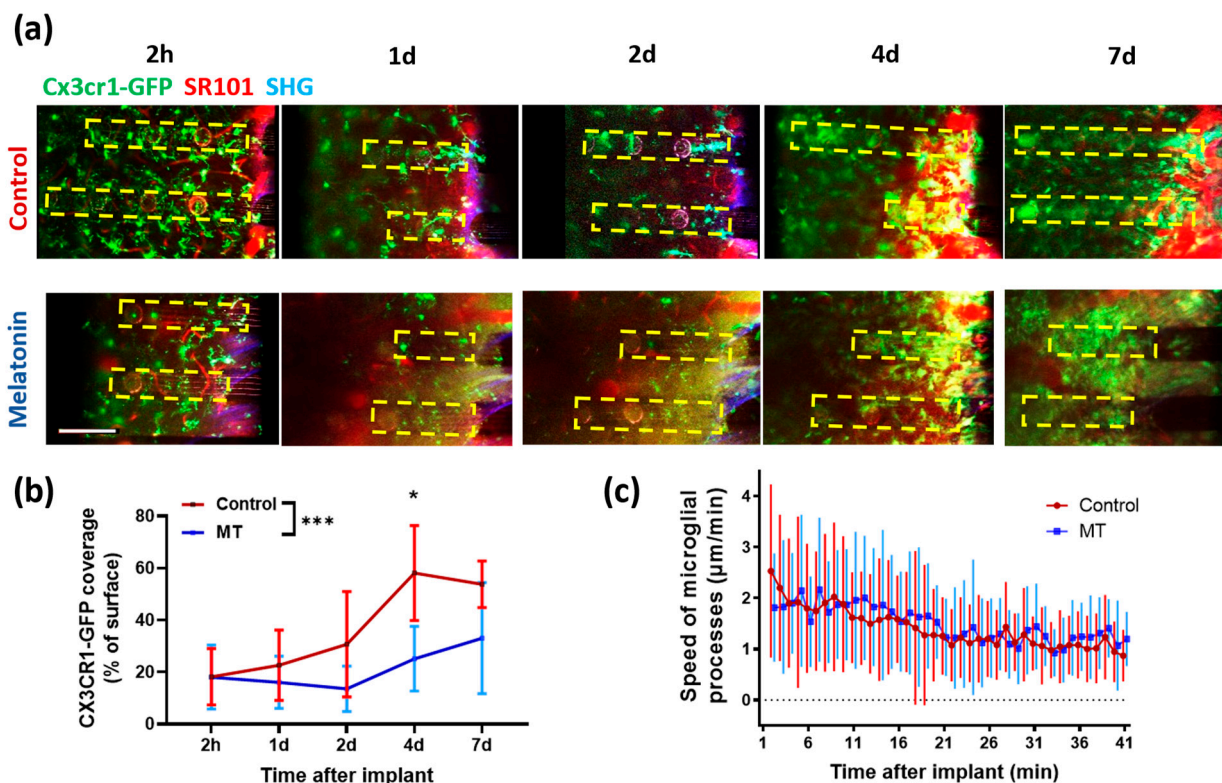 (a)
2h 1d 2d 4d 7d
Cx3cr1-GFP SR101 SHG
Control
Melatonin
(b)
Control
MT
***
*
CX3CR1-GFP coverage
(% of surface)
80
60
40
20
0
2h 1d 2d 4d 7d
Time after implant
(c)
Control
MT
Speed of microglial
processes (µm/min)
4
3
2
1
0
1 6 11 16 21 26 31 36 41
Time after implant (min)